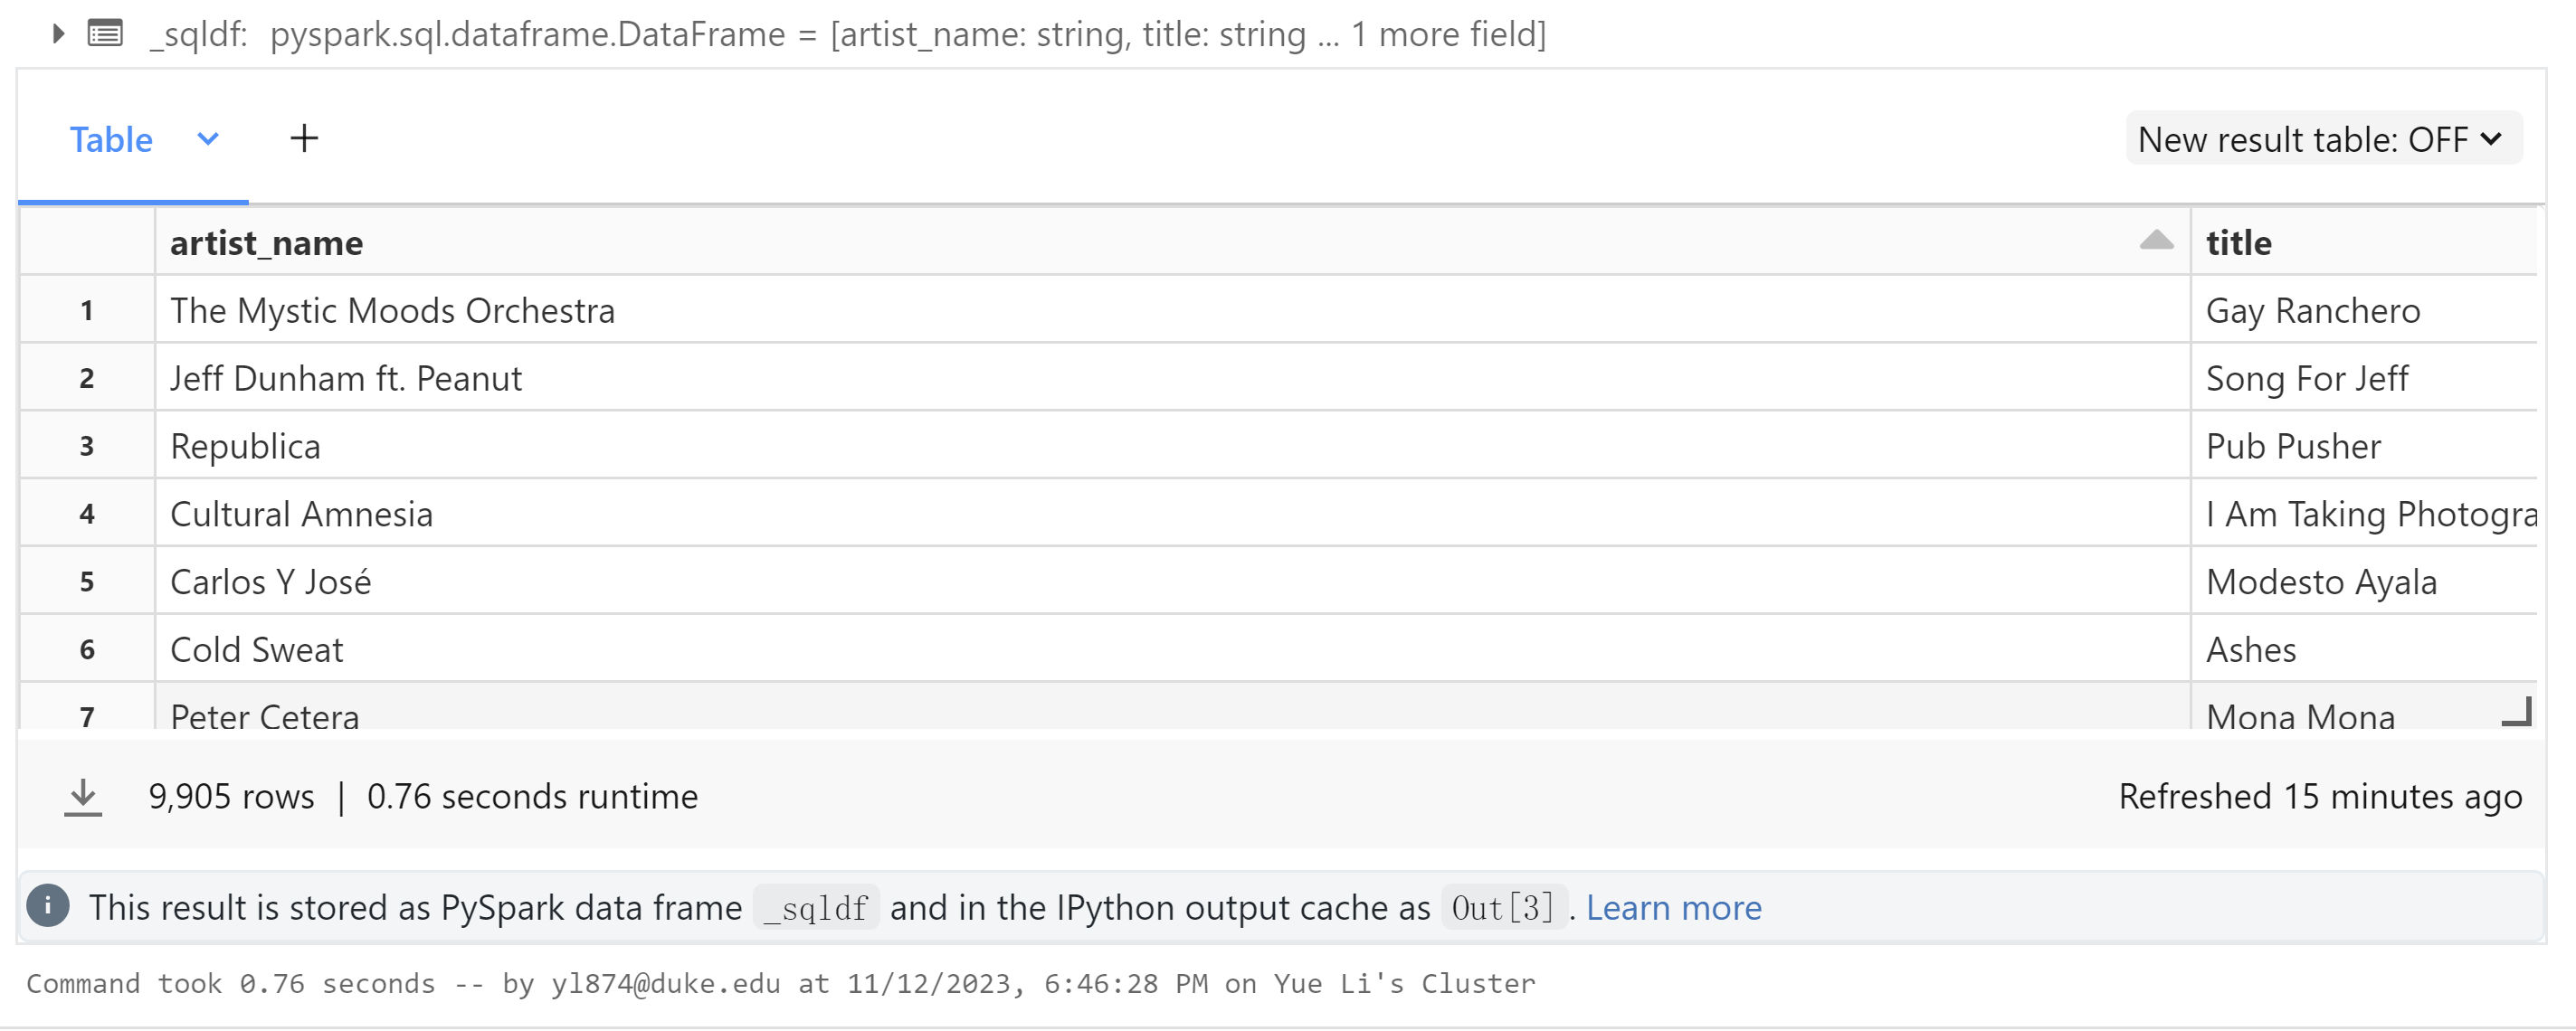 _sqldf: pyspark.sql.dataframe.DataFrame = [artist_name: string, title: string ... 1 more field]
Table
New result table: OFF
artist_name title
1 The Mystic Moods Orchestra Gay Ranchero
2 Jeff Dunham ft. Peanut Song For Jeff
3 Republica Pub Pusher
4 Cultural Amnesia I Am Taking Photogra
5 Carlos Y José Modesto Ayala
6 Cold Sweat Ashes
7 Peter Cetera Mona Mona
9,905 rows | 0.76 seconds runtime Refreshed 15 minutes ago
This result is stored as PySpark data frame _sqldf and in the IPython output cache as Out[3]. Learn more
Command took 0.76 seconds -- by yl874@duke.edu at 11/12/2023, 6:46:28 PM on Yue Li's Cluster